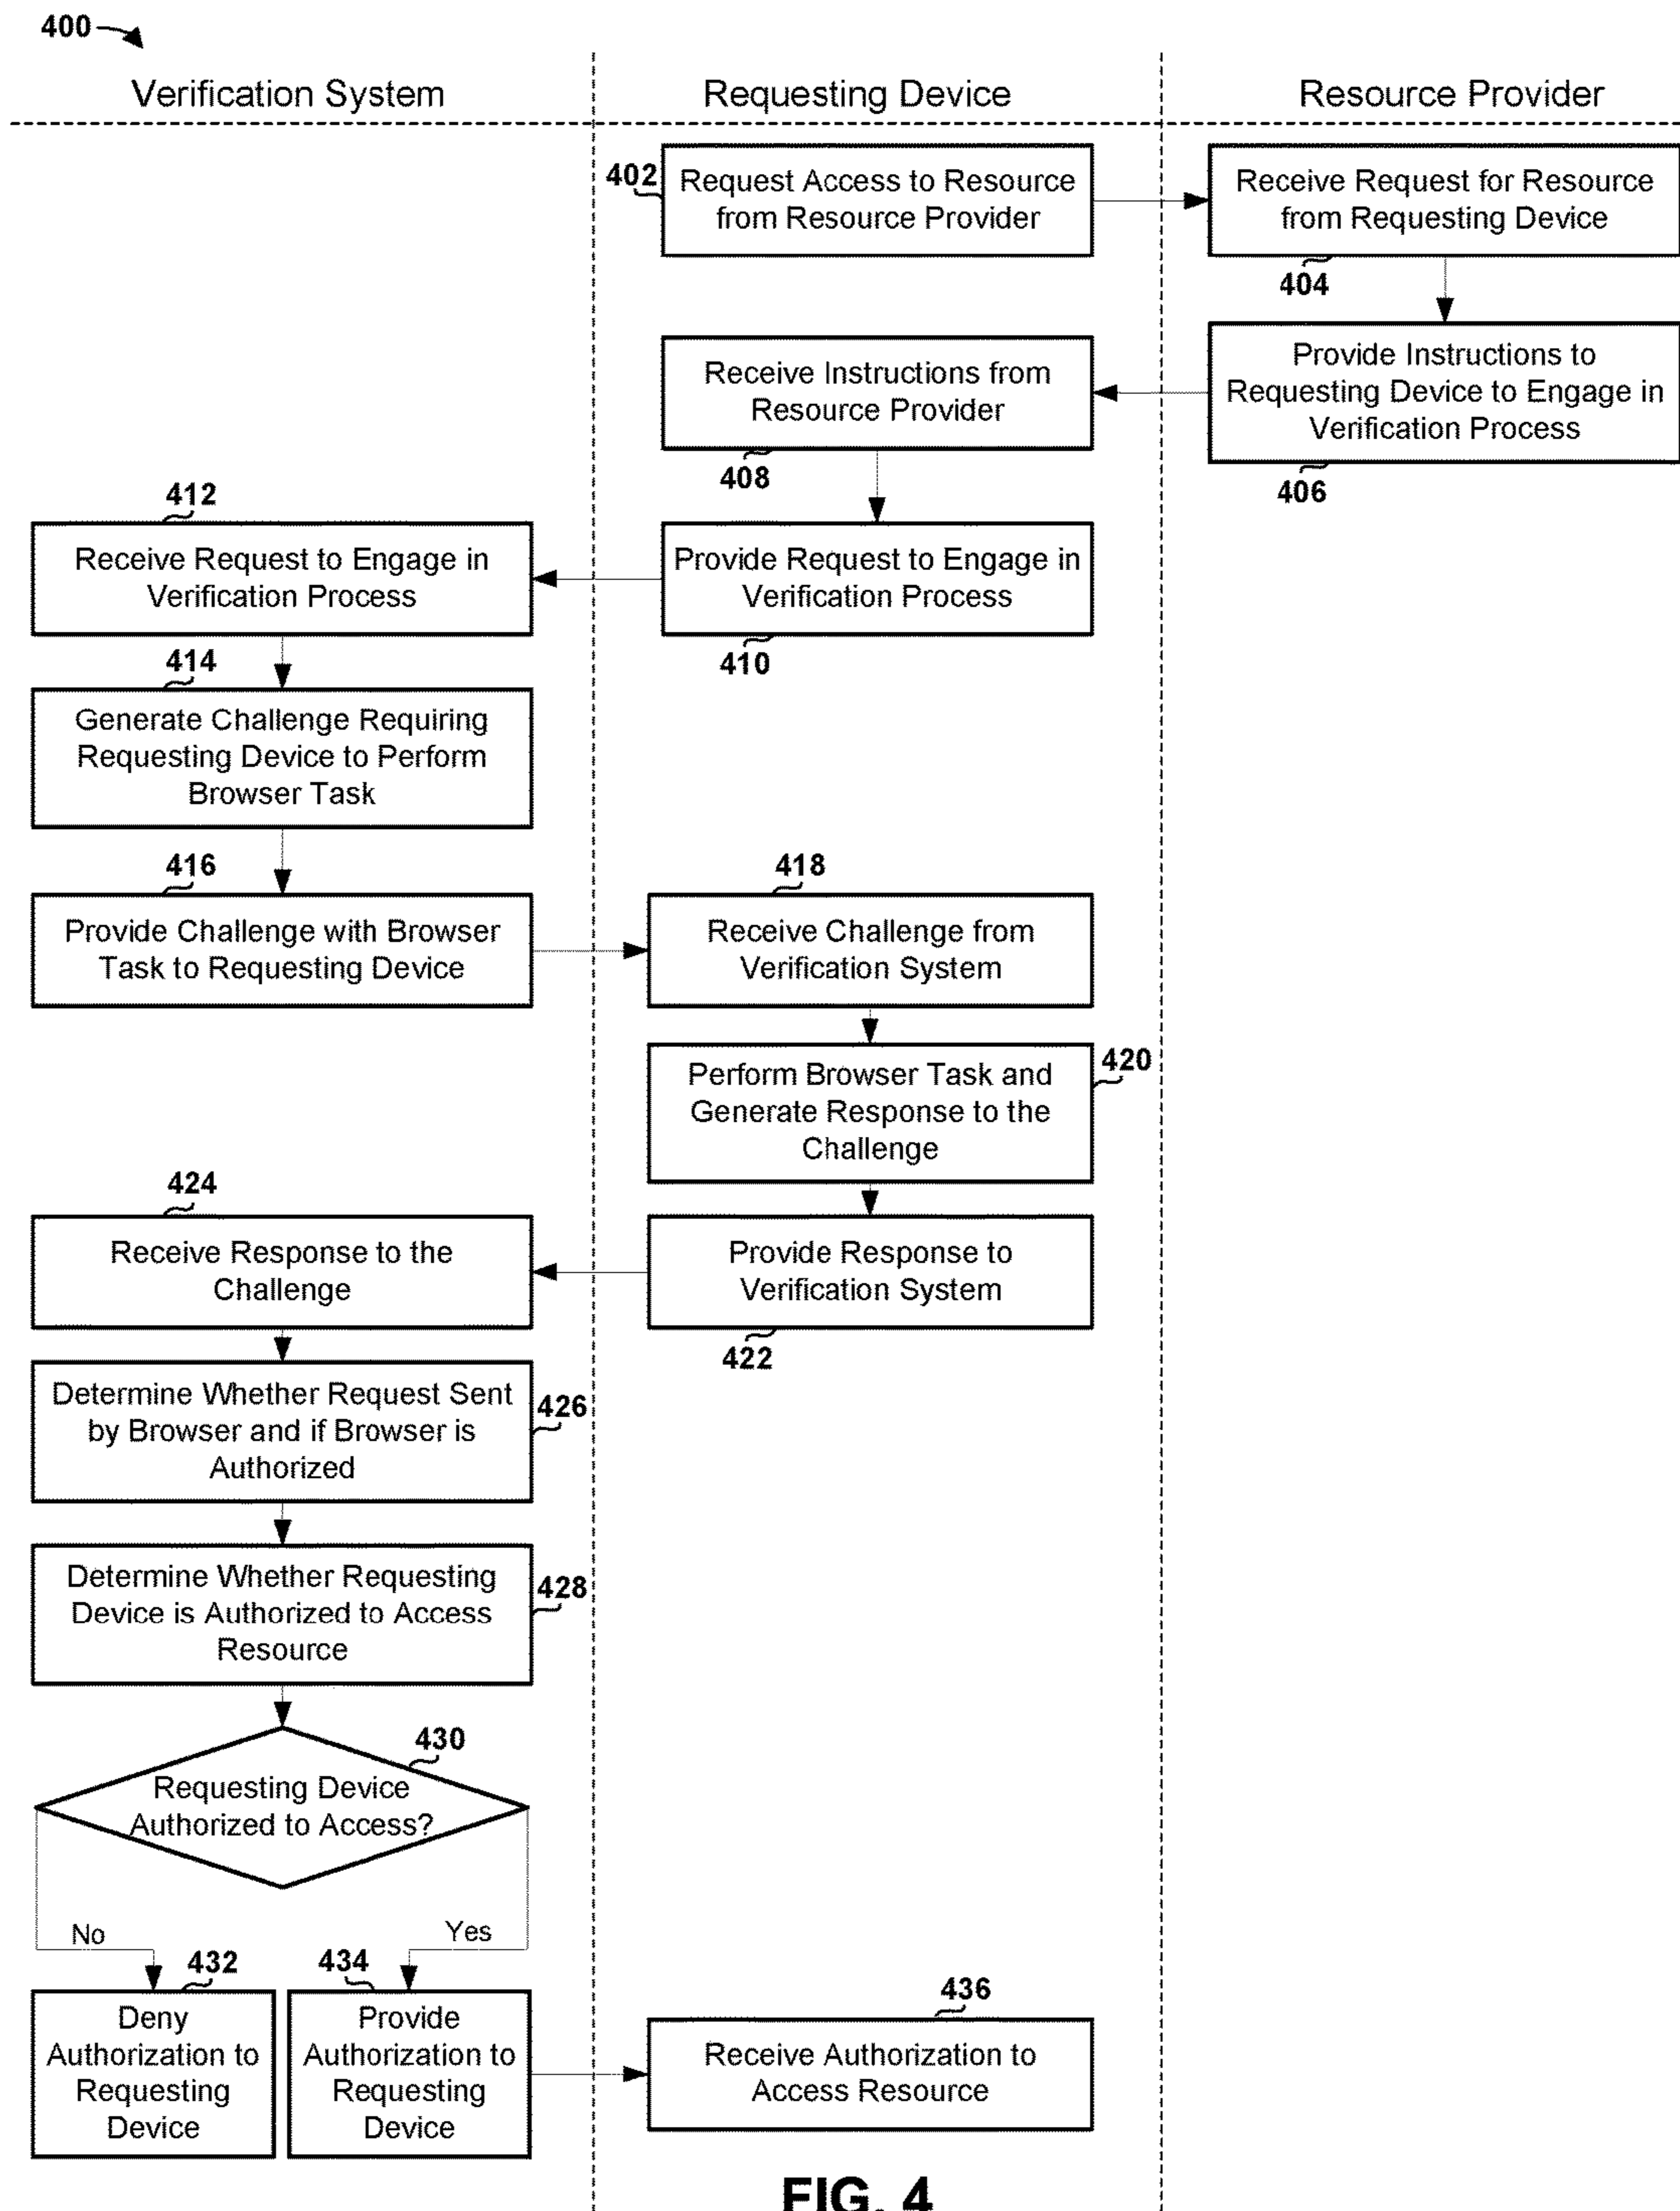 400
Verification System
Requesting Device
Resource Provider
402
Request Access to Resource
from Resource Provider
Receive Request for Resource
from Requesting Device
404
Provide Instructions to
Requesting Device to Engage in
Verification Process
406
Receive Instructions from
Resource Provider
408
Provide Request to Engage in
Verification Process
410
412
Receive Request to Engage in
Verification Process
414
Generate Challenge Requiring
Requesting Device to Perform
Browser Task
416
Provide Challenge with Browser
Task to Requesting Device
418
Receive Challenge from
Verification System
420
Perform Browser Task and
Generate Response to the
Challenge
Provide Response to
Verification System
422
424
Receive Response to the
Challenge
Determine Whether Request Sent
by Browser and if Browser is
Authorized
426
Determine Whether Requesting
Device is Authorized to Access
Resource
428
430
Requesting Device
Authorized to Access?
No
Yes
432
Deny
Authorization to
Requesting
Device
434
Provide
Authorization to
Requesting
Device
436
Receive Authorization to
Access Resource
FIG. 4